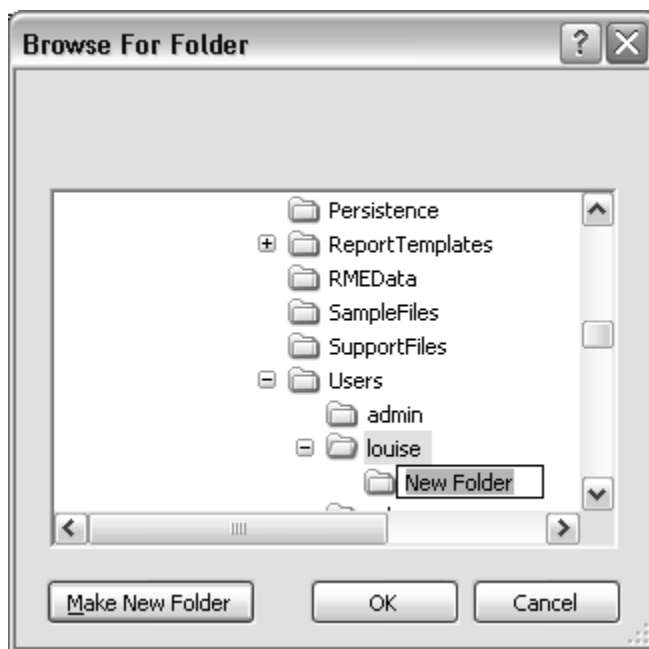 Browse For Folder
Persistence
ReportTemplates
RMEData
SampleFiles
SupportFiles
Users
admin
louise
New Folder
Make New Folder OK Cancel